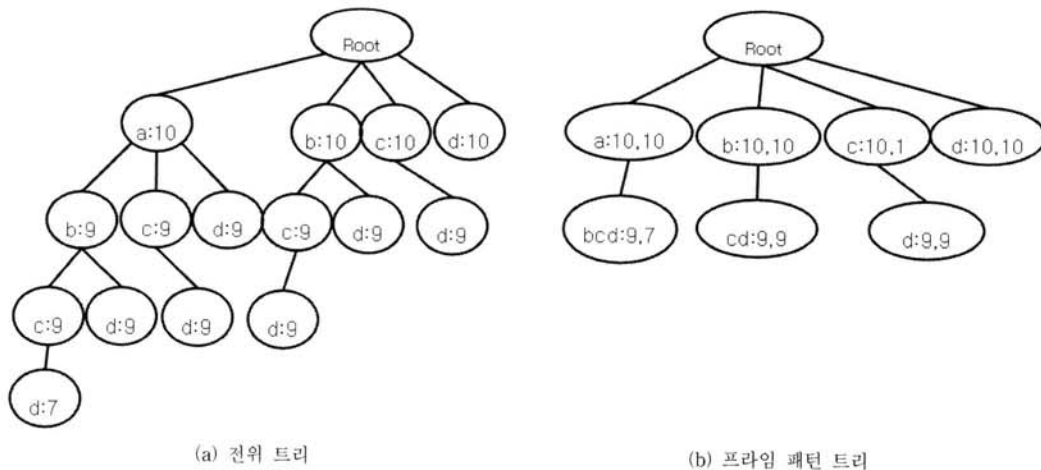 Root
a:10
b:10
c:10
d:10
b:9
c:9
d:9
c:9
d:9
d:9
c:9
d:9
d:9
d:9
d:7
(a) 전위 트리
Root
a:10,10
b:10,10
c:10,1
d:10,10
bcd:9,7
cd:9,9
d:9,9
(b) 프라임 패턴 트리